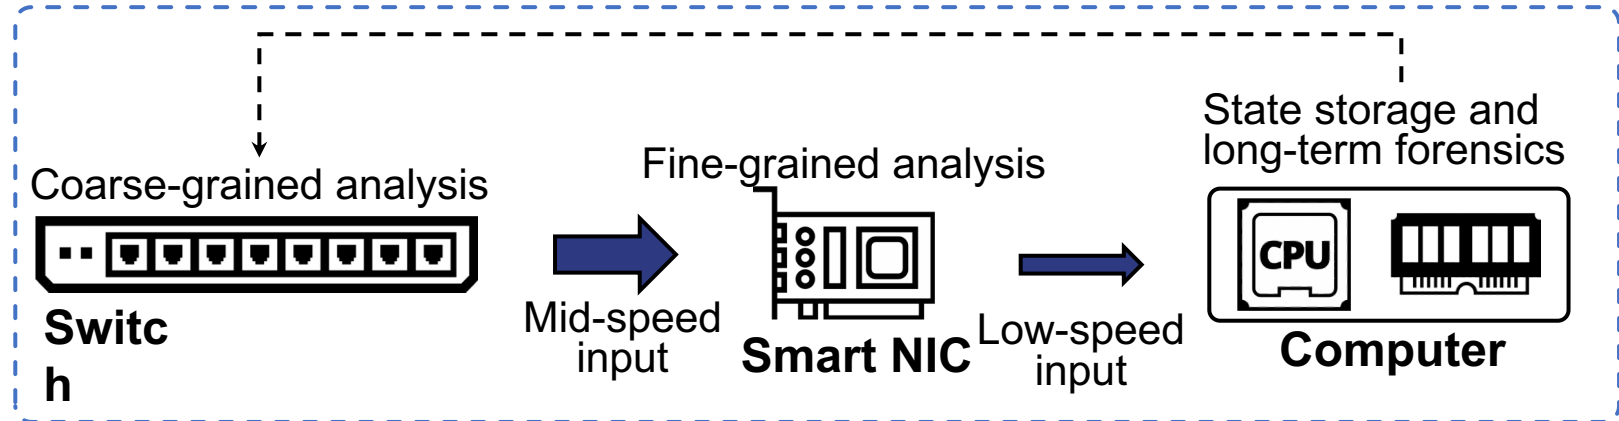 Coarse-grained analysis
Switc
h
Mid-speed
input
Fine-grained analysis
Smart NIC
Low-speed
input
State storage and
long-term forensics
CPU
Computer